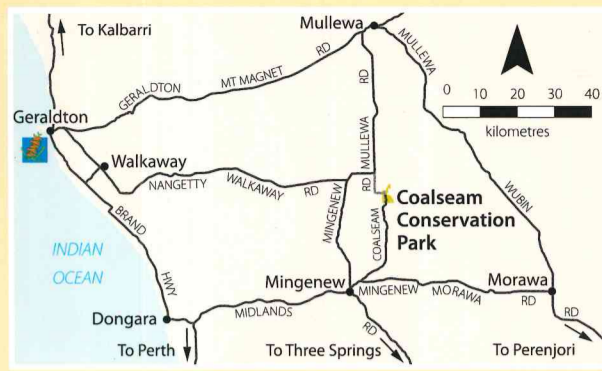 To Kalbarri
Mullewa
MULLEWA
RD
MT MAGNET
GERALDTON
0 10 20 30 40
kilometres
Geraldton
RD
MULLEWA
Walkaway
NANGETTY
WALKAWAY
RD
RD
Coalseam
Conservation
Park
WUBIN
BRAND
HWY
MINGENEW
COALSEAM
INDIAN
OCEAN
Mingenew
MINGENEW
MORAWA
RD
Morawa
Dongara
MIDLANDS
RD
RD
To Perth
To Three Springs
To Perenjori